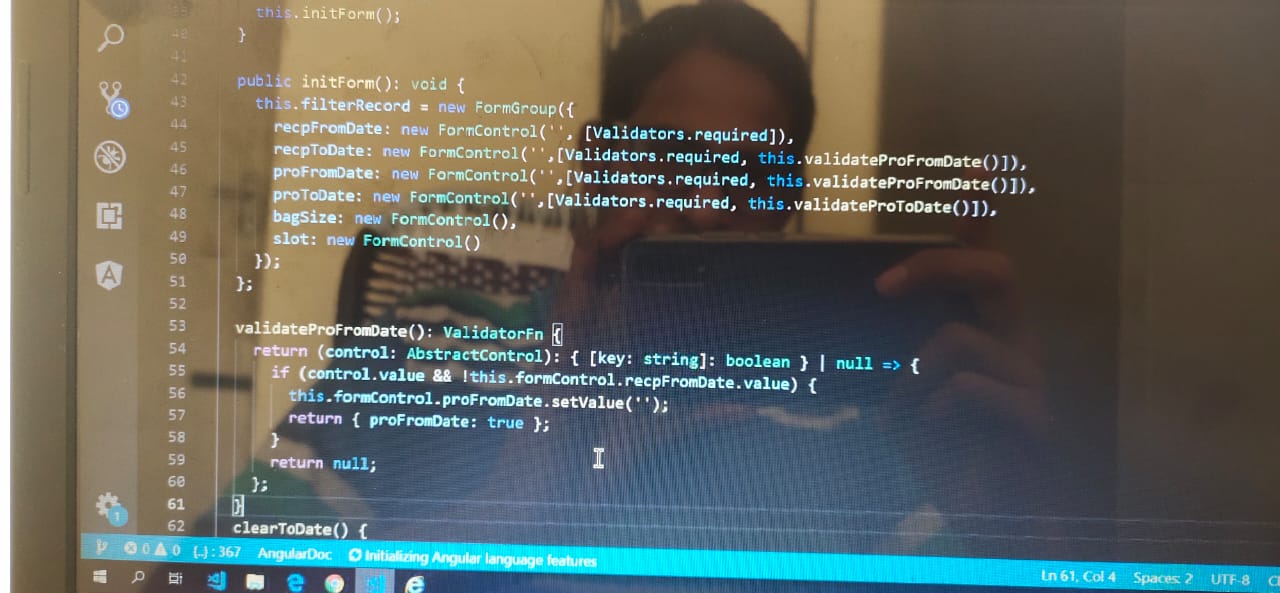 39 this.initForm();
40 }
41
42 public initForm(): void {
43 this.filterRecord = new FormGroup({
44 recpFromDate: new FormControl('', [Validators.required]),
45 recpToDate: new FormControl('',[Validators.required, this.validateProFromDate()]),
46 proFromDate: new FormControl('',[Validators.required, this.validateProFromDate()]),
47 proToDate: new FormControl('',[Validators.required, this.validateProToDate()]),
48 bagSize: new FormControl(),
49 slot: new FormControl()
50 });
51 };
52
53 validateProFromDate(): ValidatorFn {
54 return (control: AbstractControl): { [key: string]: boolean } | null => {
55 if (control.value && !this.formControl.recpFromDate.value) {
56 this.formControl.proFromDate.setValue('');
57 return { proFromDate: true };
58 }
59 return null;
60 };
61 }
62 clearToDate() {
1
0 0 {..} : 367 AngularDoc Initializing Angular language features Ln 61, Col 4 Spaces: 2 UTF-8